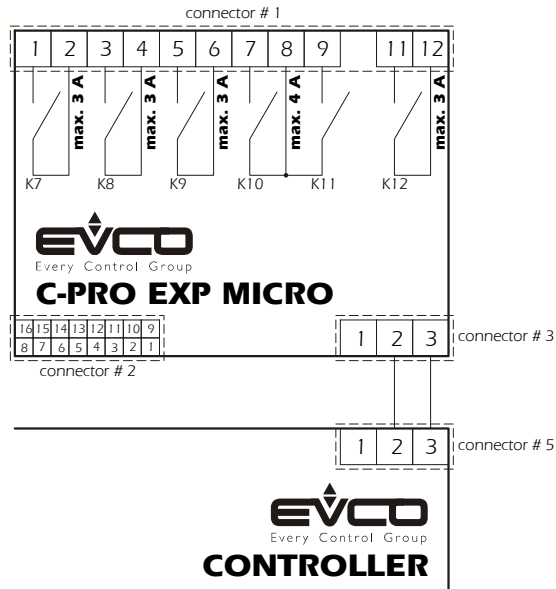 connector # 1
1 2 3 4 5 6 7 8 9 11 12
max. 3 A max. 3 A max. 3 A max. 4 A max. 3 A
K7 K8 K9 K10 K11 K12
EVCO
Every Control Group
C-PRO EXP MICRO
16 15 14 13 12 11 10 9
8 7 6 5 4 3 2 1
connector # 2
1 2 3
connector # 3
1 2 3
connector # 5
EVCO
Every Control Group
CONTROLLER